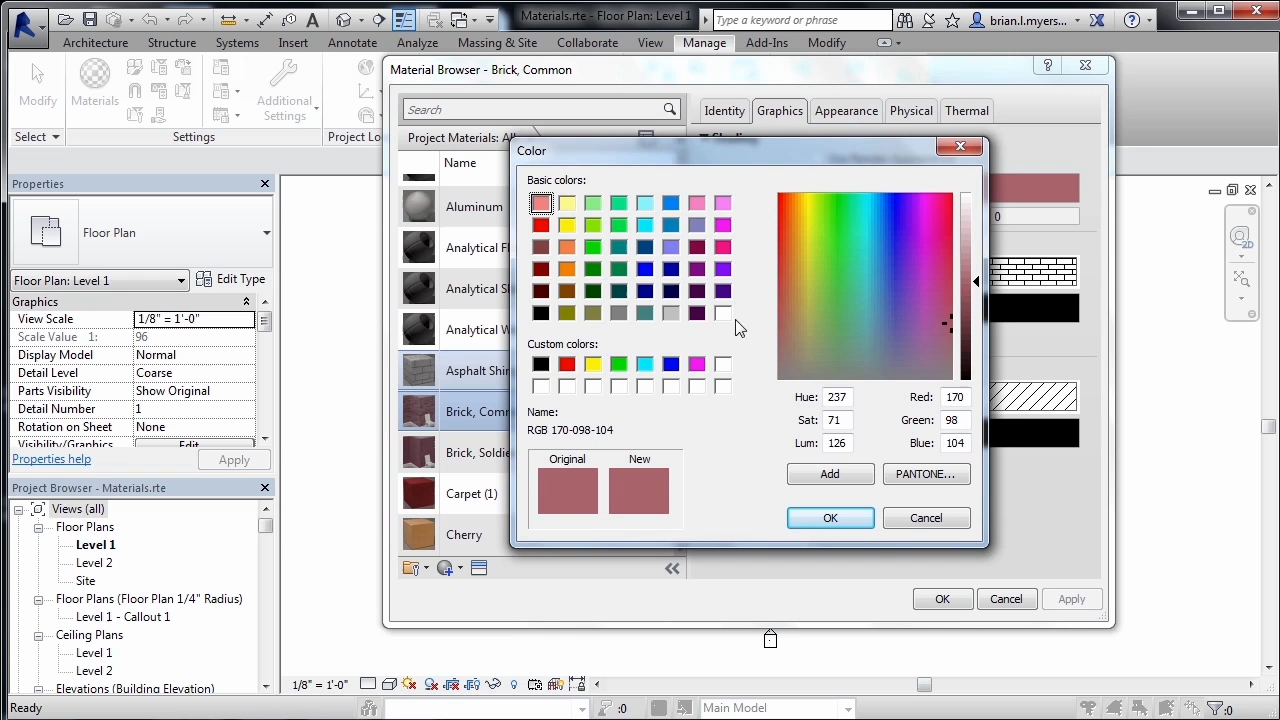 Materials.rte - Floor Plan: Level 1
Type a keyword or phrase
brian.l.myers...
Architecture Structure Systems Insert Annotate Analyze Massing & Site Collaborate View Manage Add-Ins Modify
Modify
Materials
Additional Settings
Select
Settings
Project Lo
Properties
Floor Plan
Floor Plan: Level 1
Edit Type
Graphics
View Scale 1/8" = 1'-0"
Scale Value 1: 96
Display Model Normal
Detail Level Coarse
Parts Visibility Show Original
Detail Number 1
Rotation on Sheet None
Visibility/Graphics Edit
Properties help
Apply
Project Browser - Materials.rte
Views (all)
Floor Plans
Level 1
Level 2
Site
Floor Plans (Floor Plan 1/4" Radius)
Level 1 - Callout 1
Ceiling Plans
Level 1
Level 2
Elevations (Building Elevation)
Material Browser - Brick, Common
Search
Project Materials: All
Name
Aluminum
Analytical F
Analytical Sl
Analytical W
Asphalt Shin
Brick, Comm
Brick, Soldie
Carpet (1)
Cherry
Identity Graphics Appearance Physical Thermal
Shading
0
OK Cancel Apply
Color
Basic colors:
Custom colors:
Name:
RGB 170-098-104
Original New
Hue: 237 Red: 170
Sat: 71 Green: 98
Lum: 126 Blue: 104
Add PANTONE...
OK Cancel
1/8" = 1'-0"
Ready
:0
Main Model
:0
2D